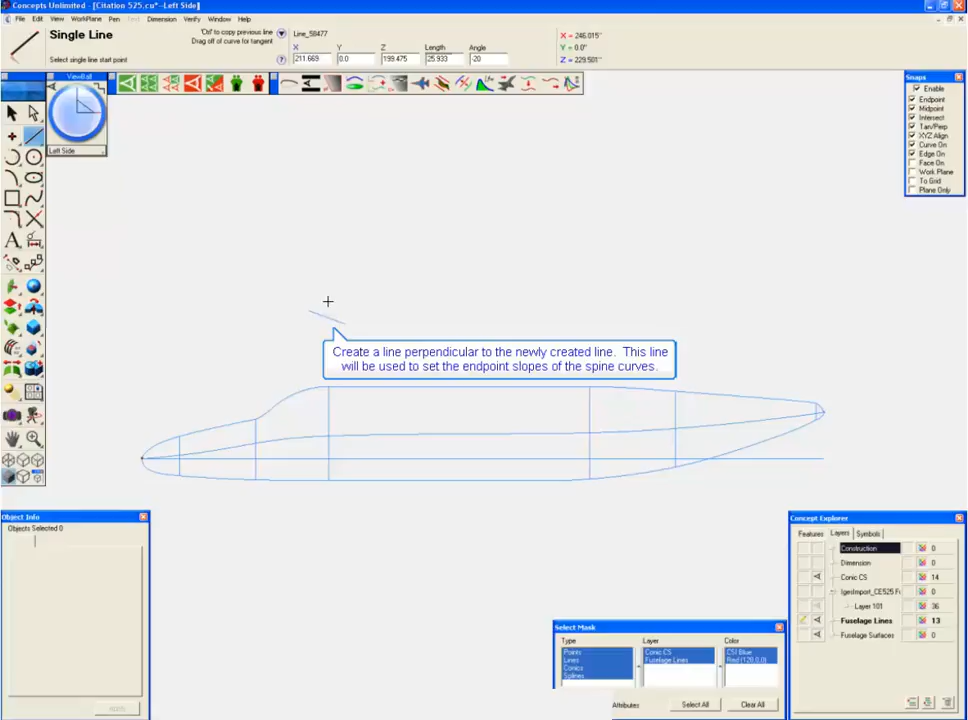 Concepts Unlimited - [Citation 525.cu*--Left Side]
File Edit View WorkPlane Pen Dimension Verify Window Help
Single Line
Select single line start point
'Ctrl' to copy previous line
Drag off of curve for tangent
Line_58477
X Y Z Length Angle
211.669 0.0 199.475 25.933 -20
X = 246.015"
Y = 0.0"
Z = 229.501"
ViewBall
Left Side
Snaps
Enable
Endpoint
Midpoint
Intersect
Tan/Perp
XYZ Align
Curve On
Edge On
Face On
Work Plane
To Grid
Plane Only
Create a line perpendicular to the newly created line. This line
will be used to set the endpoint slopes of the spine curves.
Object Info
Objects Selected 0
Apply
Select Mask
Type Layer Color
Points Conic CS CSI Blue
Lines Fuselage Lines Red (128,0,0)
Conics
Splines
Attributes Select All Clear All
Concept Explorer
Features Layers Symbols
Construction 0
Dimension 0
Conic CS 14
IgesImport_CE525 Fu 0
Layer 101 36
Fuselage Lines 13
Fuselage Surfaces 0